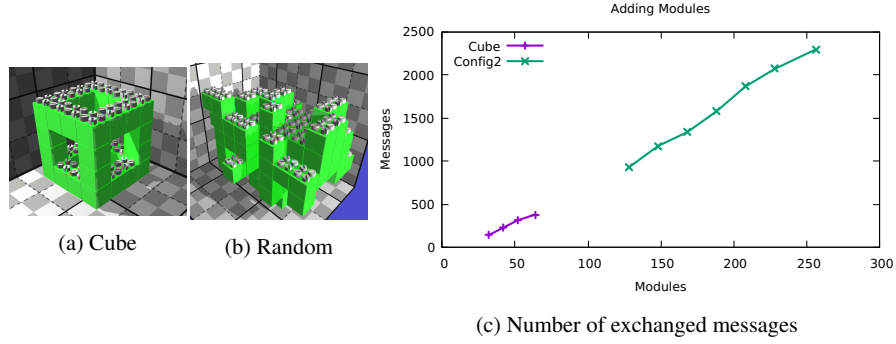 Adding Modules
2500
2000
1500
1000
500
0
Messages
Cube
Config2
0 50 100 150 200 250 300
Modules
(a) Cube
(b) Random
(c) Number of exchanged messages